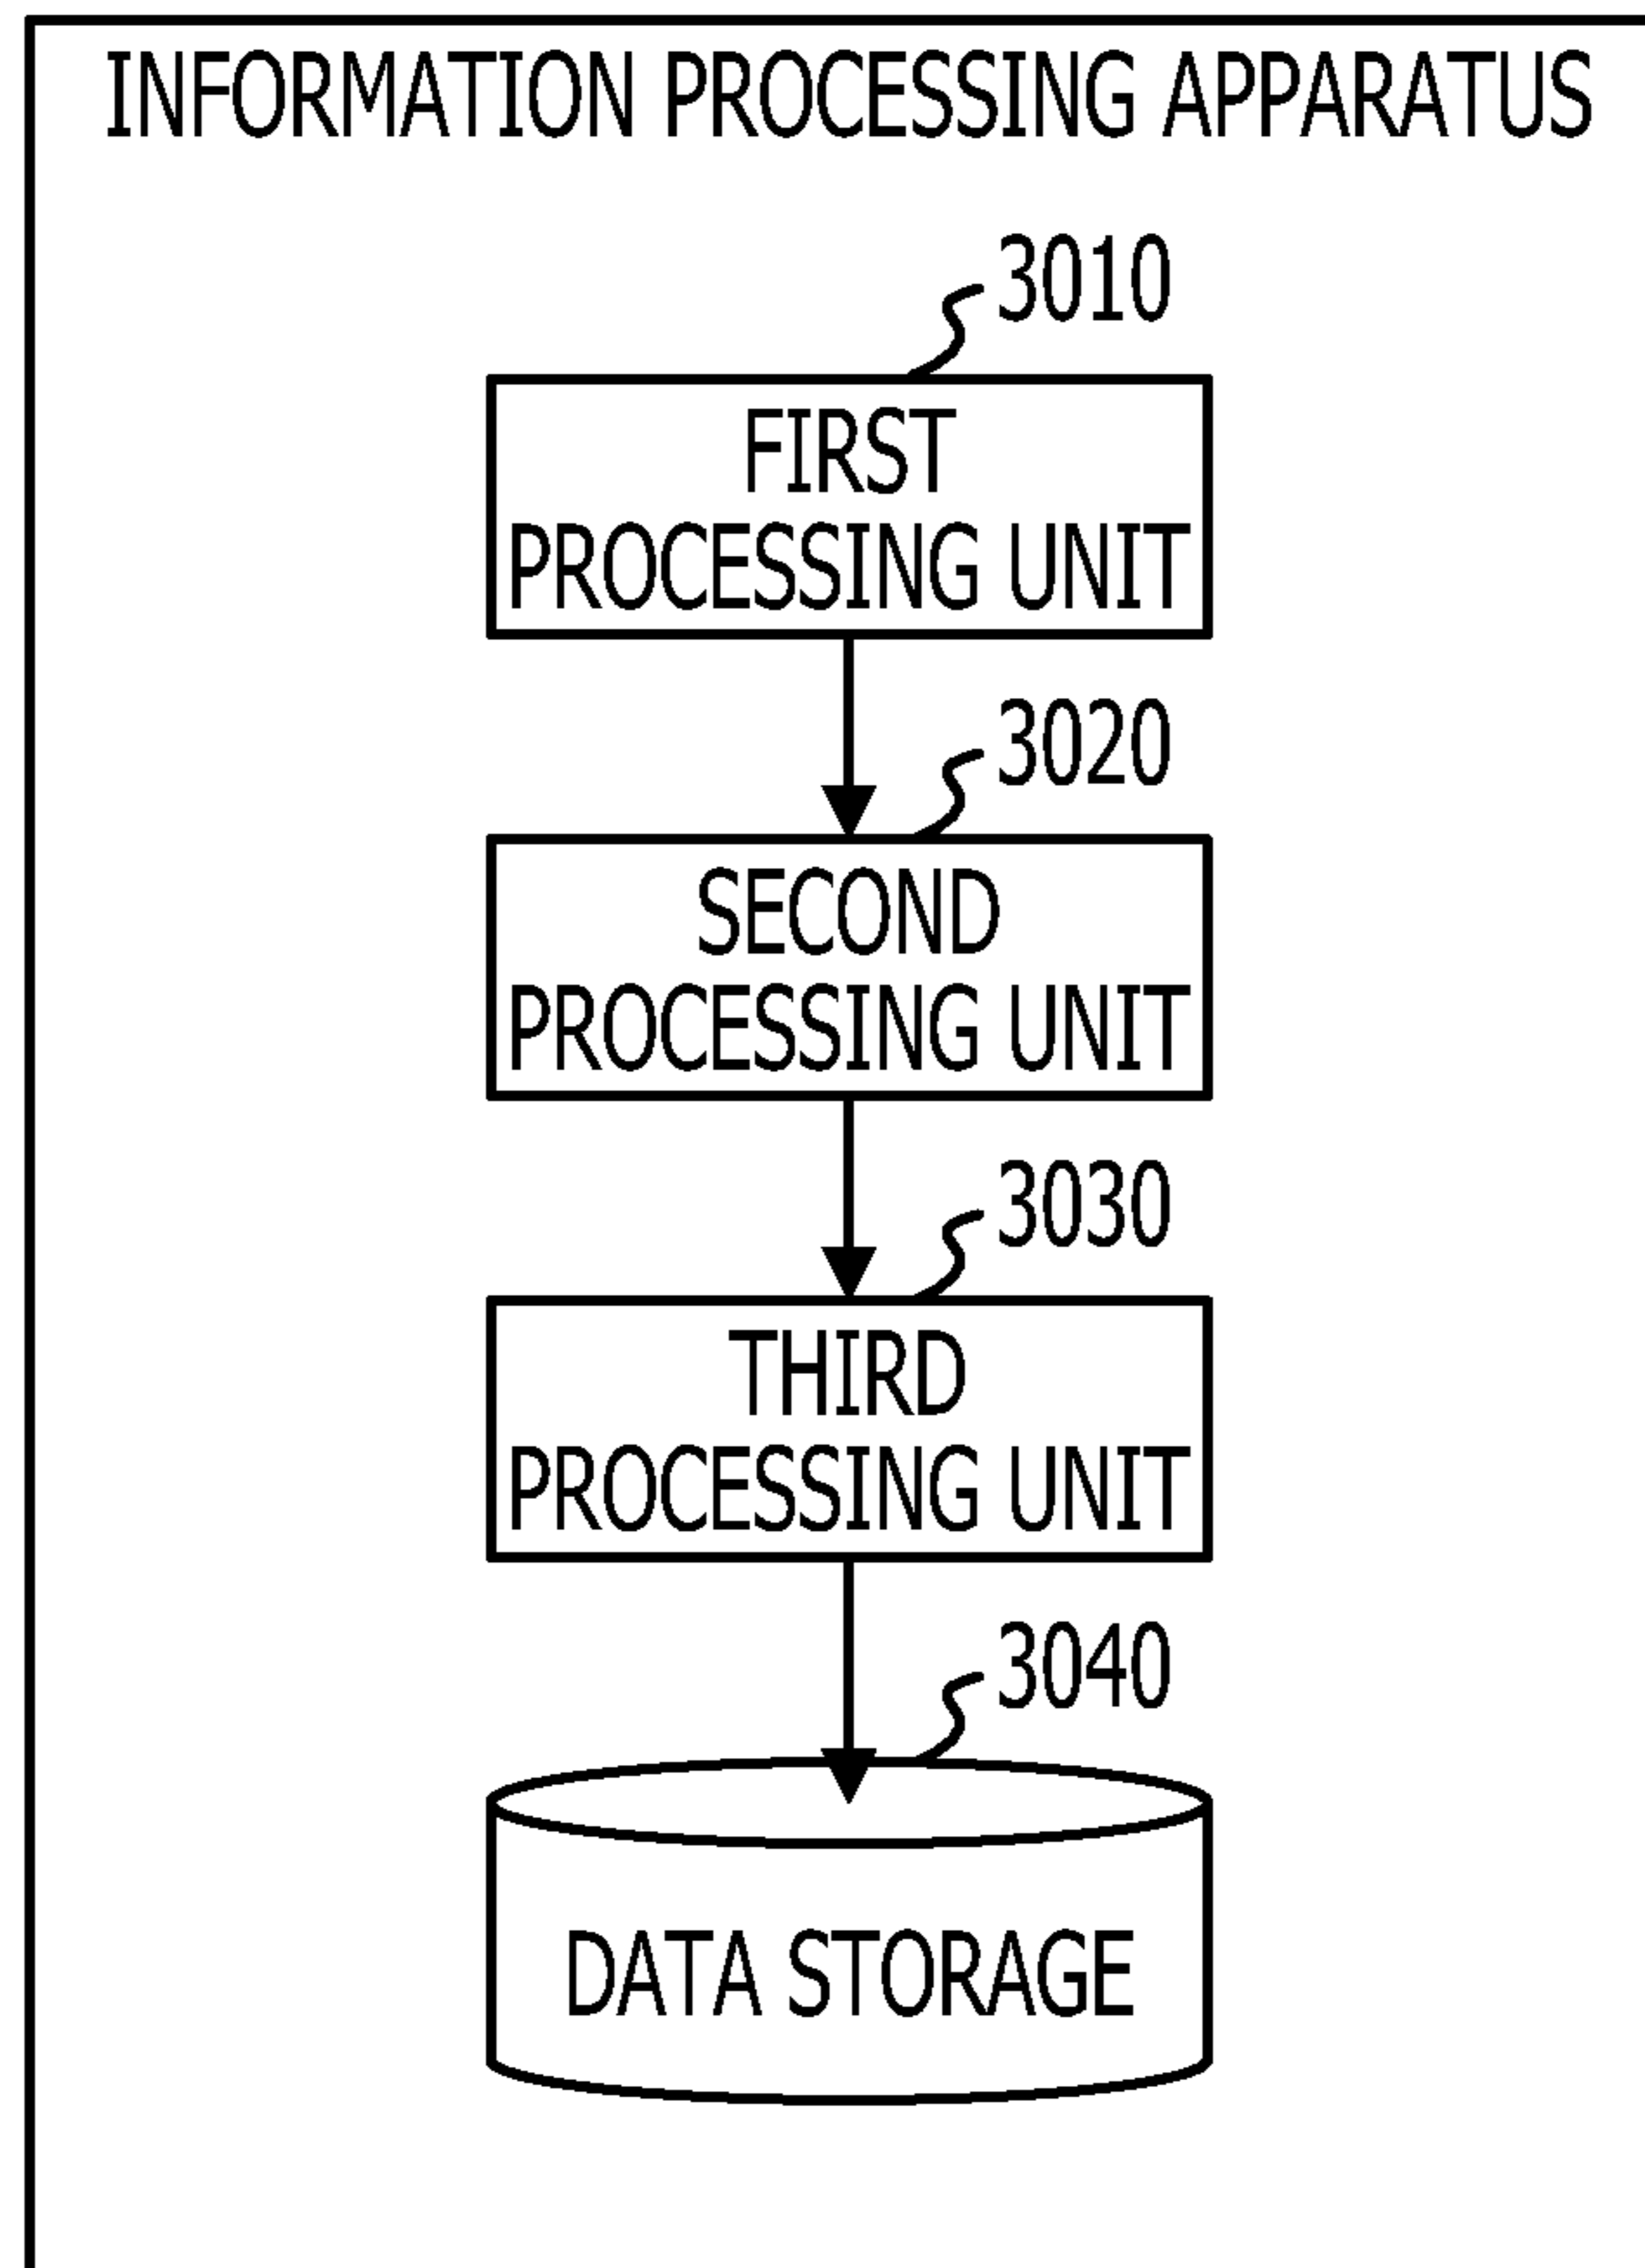 INFORMATION PROCESSING APPARATUS
3010
FIRST
PROCESSING UNIT
3020
SECOND
PROCESSING UNIT
3030
THIRD
PROCESSING UNIT
3040
DATA STORAGE